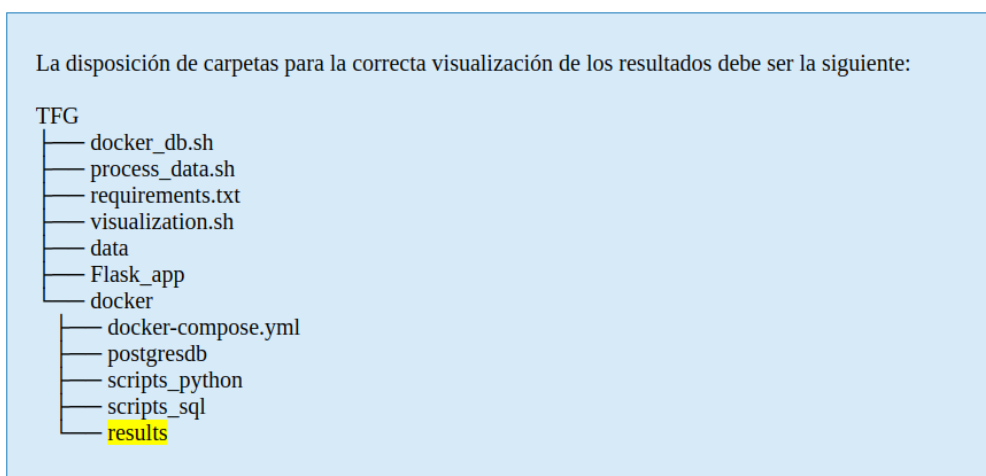 La disposición de carpetas para la correcta visualización de los resultados debe ser la siguiente:
TFG
├── docker_db.sh
├── process_data.sh
├── requirements.txt
├── visualization.sh
├── data
├── Flask_app
└── docker
├── docker-compose.yml
├── postgresdb
├── scripts_python
├── scripts_sql
└── results